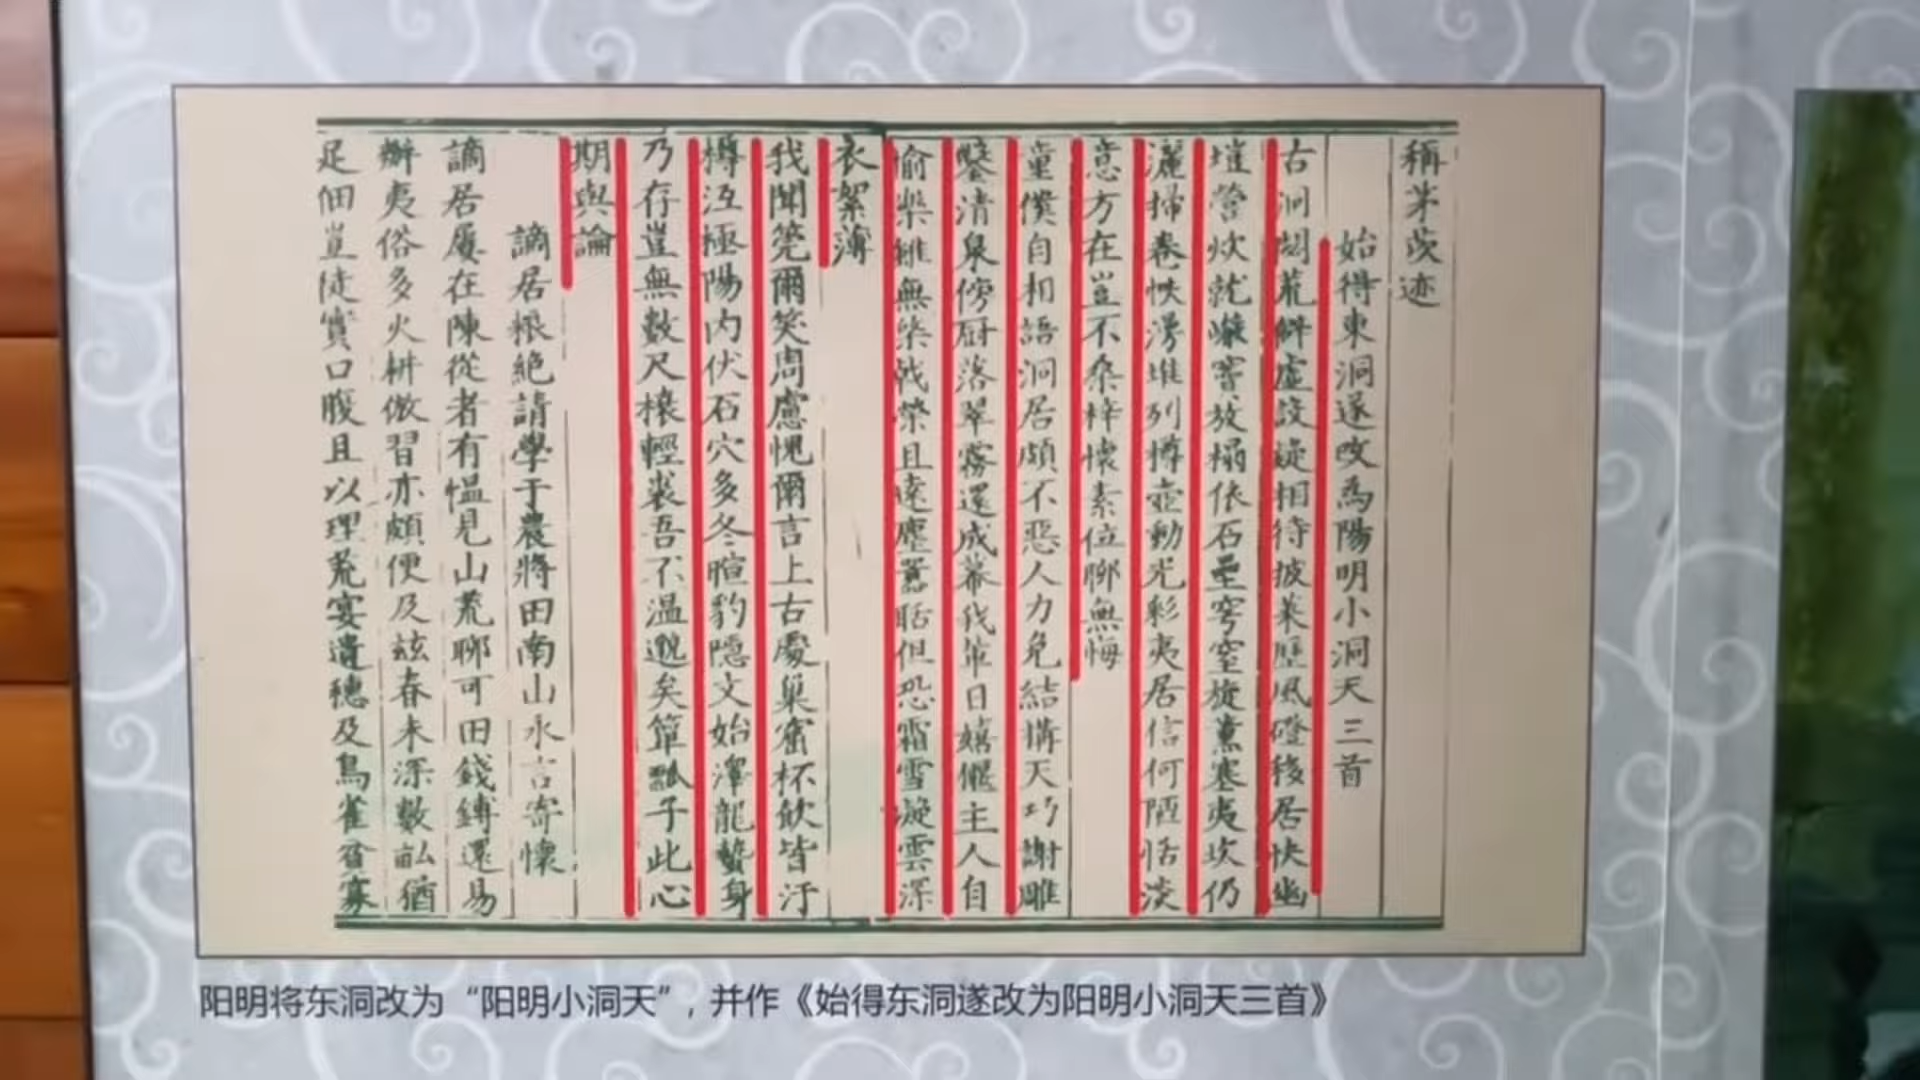 稱茅茨迹
始得東洞遂改為陽明小洞天三首
古洞閟荒僻虛設疑相待披萊歷風磴移居快幽
塏營炊就巖竇放榻依石壘穹窒旋薰塞夷坎仍
灑掃卷帙漫堆列樽壺動光彩夷居信何陋恬淡
意方在豈不桑梓懷素位聊無悔
童僕自相語洞居頗不惡人力免結構天巧謝雕
鑿清泉傍厨落翠霧還成幕我輩日嬉偃主人自
愉樂雖無棨戟榮且遠塵囂聒但恐霜雪凝雲深
衣絮薄
我聞筦爾笑周慮愧爾言上古處巢窟杯飲皆汙
樽沍極陽内伏石穴多冬暄豹隱文始澤龍蟄身
乃存豈無數尺榱輕裘吾不温邈矣簞瓢子此心
期與論
謫居粮絶請學于農將田南山永言寄懷
謫居屢在陳從者有愠見山荒聊可田錢鎛還易
辦夷俗多火耕倣習亦頗便及兹春未深數畝猶
足佃豈徒實口腹且以理荒宴遺穗及鳥雀貧寡
阳明将东洞改为“阳明小洞天”，并作《始得东洞遂改为阳明小洞天三首》